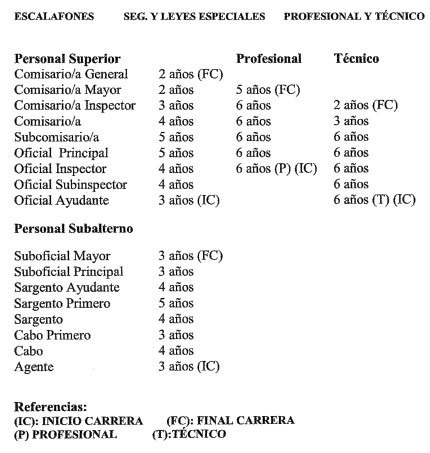 ESCALAFONES SEG. Y LEYES ESPECIALES PROFESIONAL Y TÉCNICO
Personal Superior Profesional Técnico
Comisario/a General 2 años (FC)
Comisario/a Mayor 2 años 5 años (FC)
Comisario/a Inspector 3 años 6 años 2 años (FC)
Comisario/a 4 años 6 años 3 años
Subcomisario/a 5 años 6 años 6 años
Oficial Principal 5 años 6 años 6 años
Oficial Inspector 4 años 6 años (P) (IC) 6 años
Oficial Subinspector 4 años 6 años
Oficial Ayudante 3 años (IC) 6 años (T) (IC)
Personal Subalterno
Suboficial Mayor 3 años (FC)
Suboficial Principal 3 años
Sargento Ayudante 4 años
Sargento Primero 5 años
Sargento 4 años
Cabo Primero 3 años
Cabo 4 años
Agente 3 años (IC)
Referencias:
(IC): INICIO CARRERA (FC): FINAL CARRERA
(P) PROFESIONAL (T):TÉCNICO